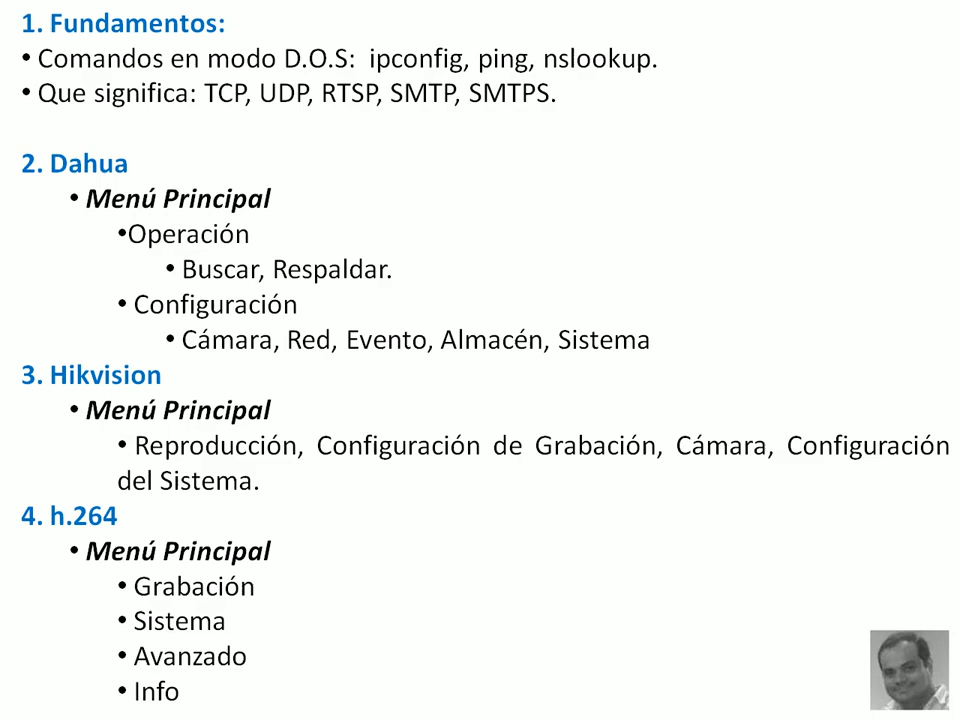 1. Fundamentos:
• Comandos en modo D.O.S:  ipconfig, ping, nslookup.
• Que significa: TCP, UDP, RTSP, SMTP, SMTPS.
2. Dahua
• Menú Principal
•Operación
• Buscar, Respaldar.
• Configuración
• Cámara, Red, Evento, Almacén, Sistema
3. Hikvision
• Menú Principal
• Reproducción, Configuración de Grabación, Cámara, Configuración
del Sistema.
4. h.264
• Menú Principal
• Grabación
• Sistema
• Avanzado
• Info